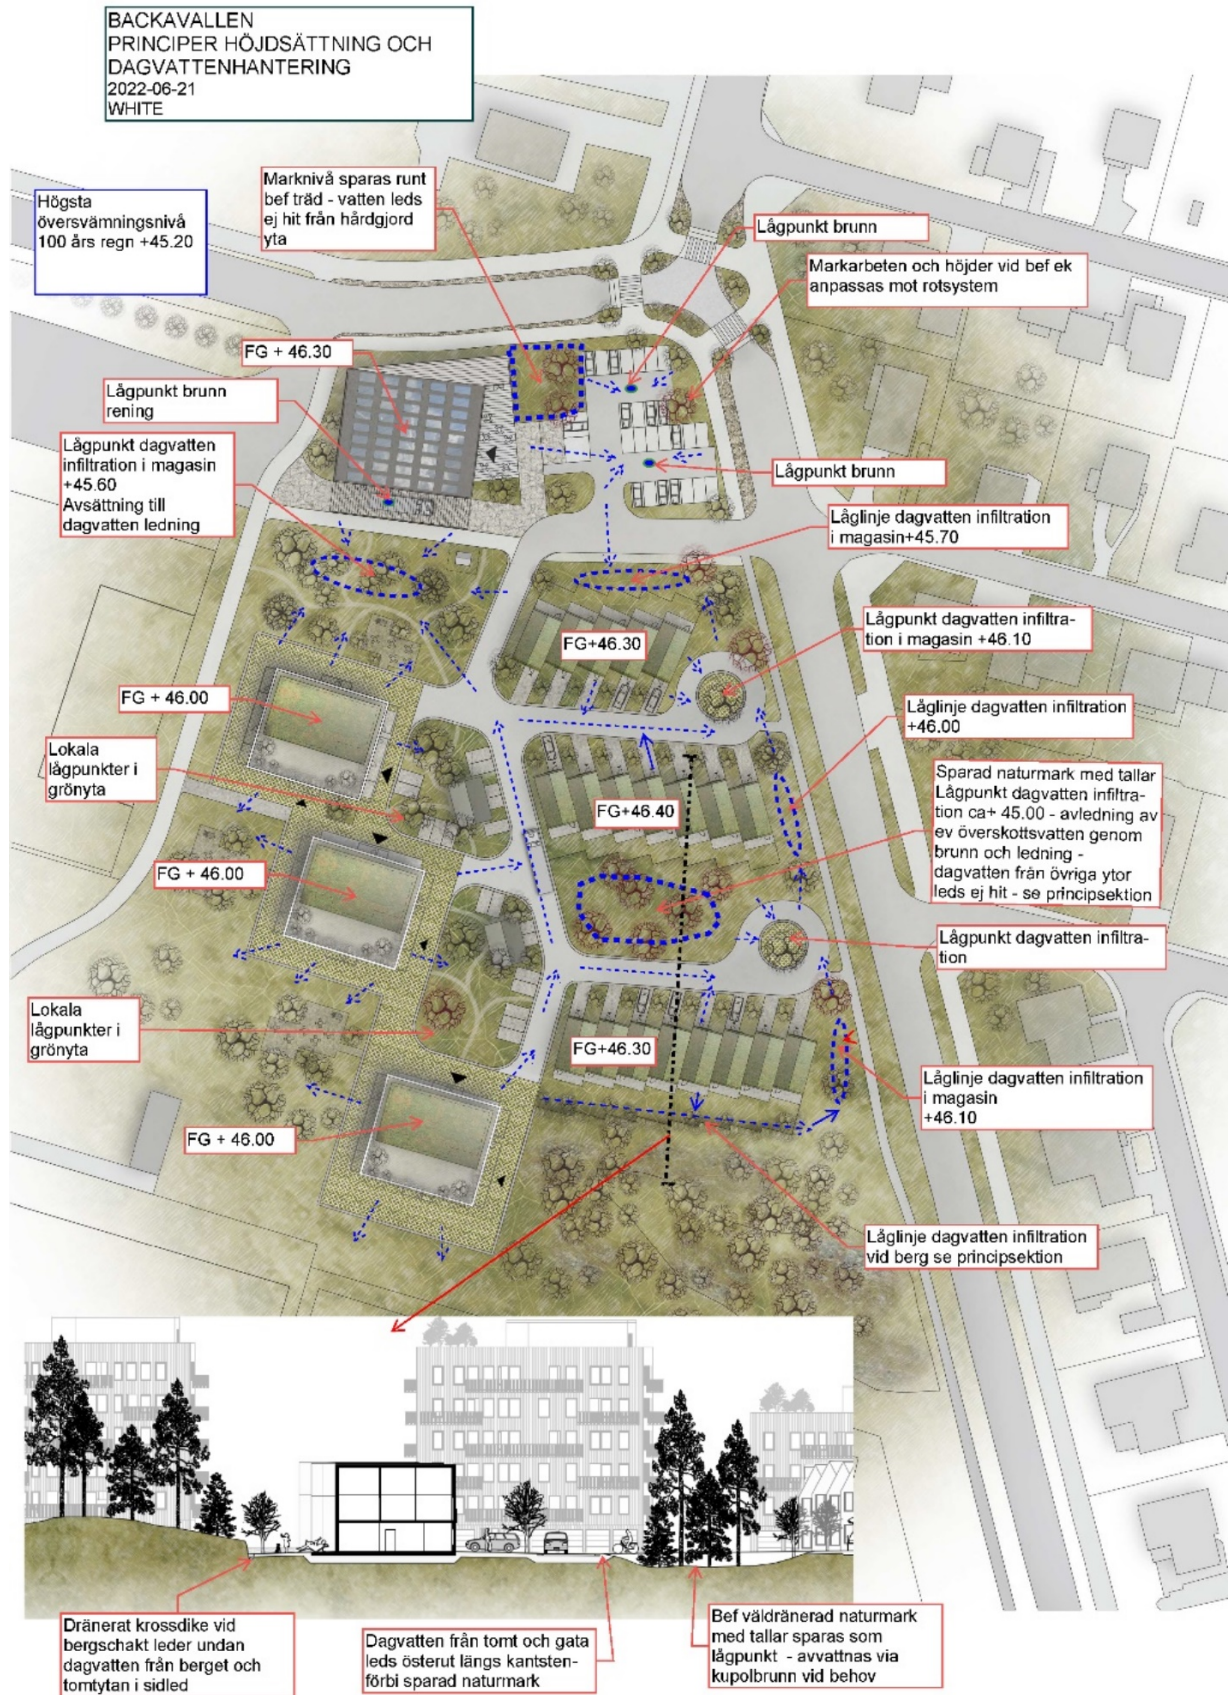 BACKAVALLEN
PRINCIPER HÖJDSÄTTNING OCH
DAGVATTENHANTERING
2022-06-21
WHITE
Högsta
översvämningsnivå
100 års regn +45.20
Marknivå sparas runt
bef träd - vatten leds
ej hit från hårdgjord
yta
Lågpunkt brunn
Markarbeten och höjder vid bef ek
anpassas mot rotsystem
FG + 46.30
Lågpunkt brunn
rening
Lågpunkt dagvatten
infiltration i magasin
+45.60
Avsättning till
dagvatten ledning
Lågpunkt brunn
Låglinje dagvatten infiltration
i magasin+45.70
FG+46.30
Lågpunkt dagvatten infiltra-
tion i magasin +46.10
FG + 46.00
Låglinje dagvatten infiltration
+46.00
Lokala
lågpunkter i
grönyta
FG+46.40
Sparad naturmark med tallar
Lågpunkt dagvatten infiltra-
tion ca+ 45.00 - avledning av
ev överskottsvatten genom
brunn och ledning -
dagvatten från övriga ytor
leds ej hit - se principsektion
FG + 46.00
Lågpunkt dagvatten infiltra-
tion
Lokala
lågpunkter i
grönyta
FG+46.30
Låglinje dagvatten infiltration
i magasin
+46.10
FG + 46.00
Låglinje dagvatten infiltration
vid berg se principsektion
Dränerat krossdike vid
bergschakt leder undan
dagvatten från berget och
tomtytan i sidled
Dagvatten från tomt och gata
leds österut längs kantsten-
förbi sparad naturmark
Bef väldränerad naturmark
med tallar sparas som
lågpunkt - avvattnas via
kupolbrunn vid behov